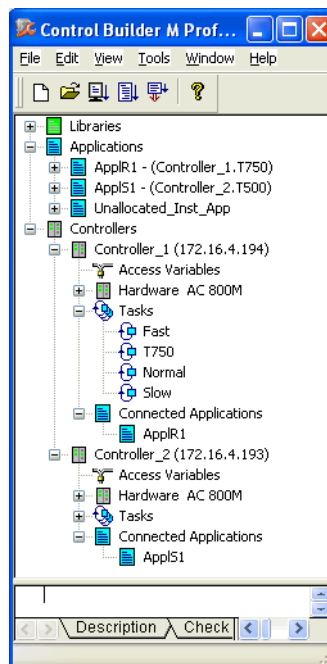 Control Builder M Prof...
File Edit View Tools Window Help
Libraries
Applications
ApplR1 - (Controller_1.T750)
ApplS1 - (Controller_2.T500)
Unallocated_Inst_App
Controllers
Controller_1 (172.16.4.194)
Access Variables
Hardware AC 800M
Tasks
Fast
T750
Normal
Slow
Connected Applications
ApplR1
Controller_2 (172.16.4.193)
Access Variables
Hardware AC 800M
Tasks
Connected Applications
ApplS1
Description Check